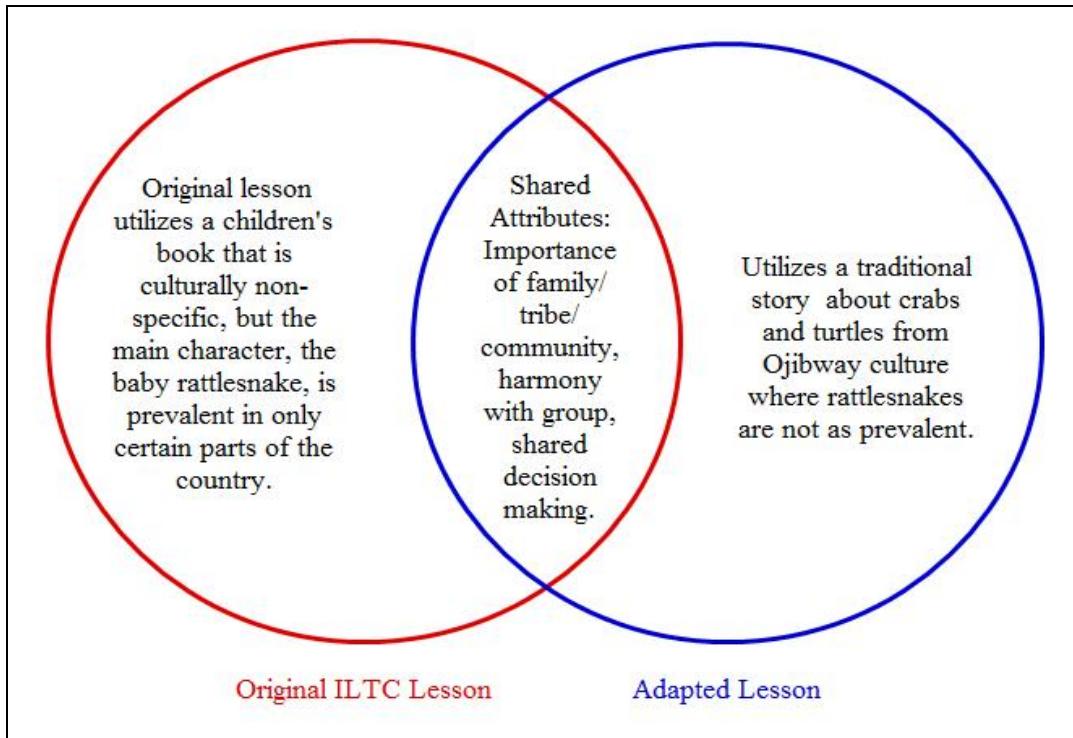 Original lesson
utilizes a children's
book that is
culturally non-
specific, but the
main character, the
baby rattlesnake, is
prevalent in only
certain parts of the
country.
Shared
Attributes:
Importance
of family/
tribe/
community,
harmony
with group,
shared
decision
making.
Utilizes a traditional
story about crabs
and turtles from
Ojibway culture
where rattlesnakes
are not as prevalent.
Original ILTC Lesson
Adapted Lesson